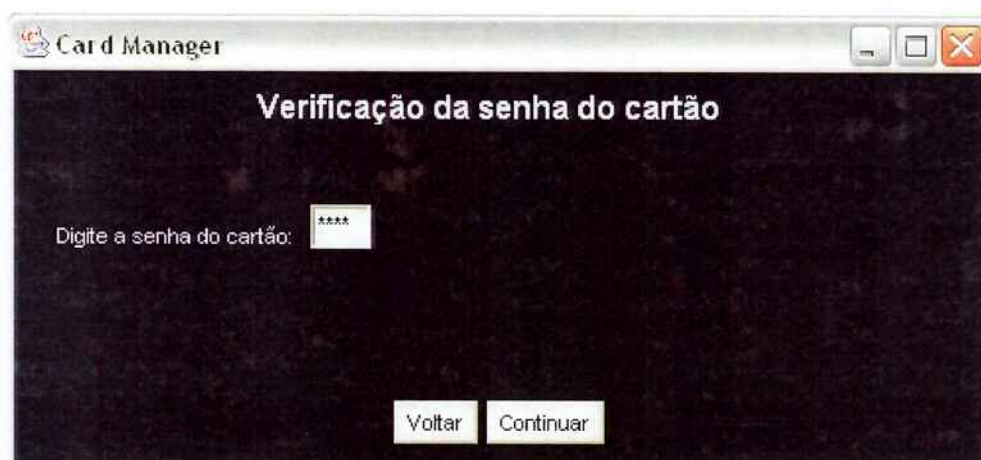 Card Manager
Verificação da senha do cartão
Digite a senha do cartão: ****
Voltar Continuar